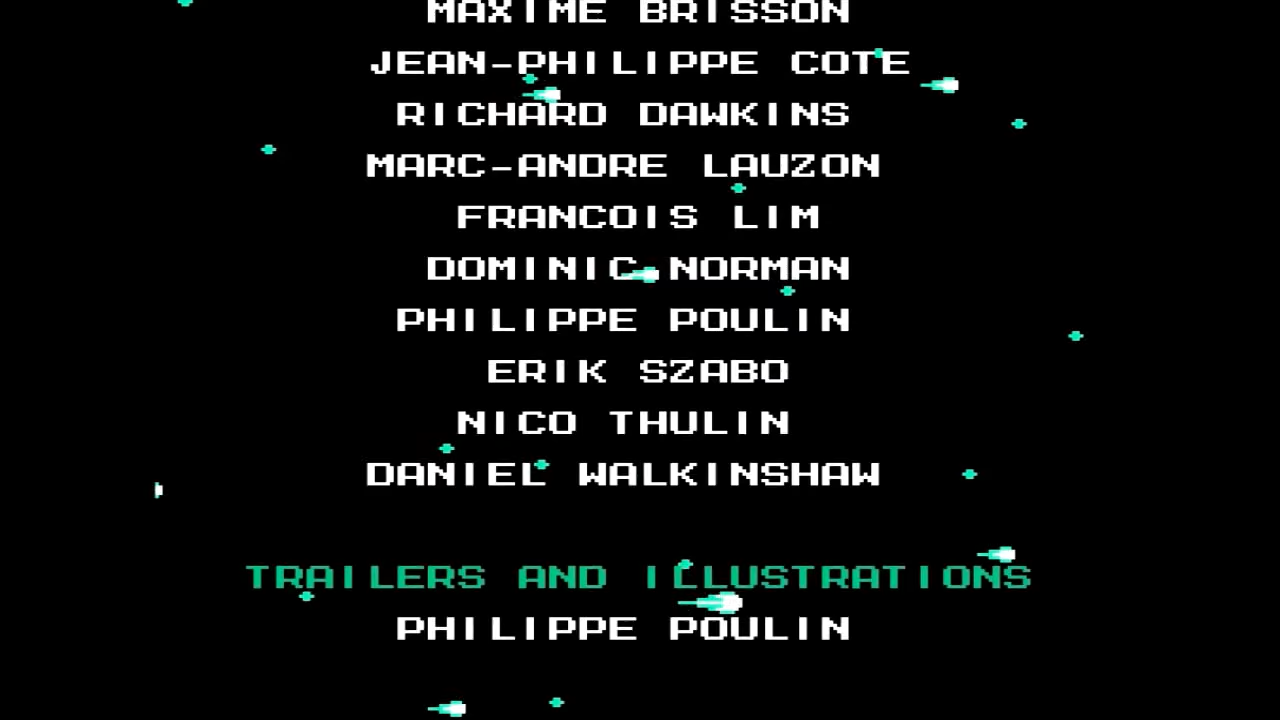 MAXIME BRISSON
JEAN-PHILIPPE COTE
RICHARD DAWKINS
MARC-ANDRE LAUZON
FRANCOIS LIM
DOMINIC NORMAN
PHILIPPE POULIN
ERIK SZABO
NICO THULIN
DANIEL WALKINSHAW
TRAILERS AND ILLUSTRATIONS
PHILIPPE POULIN